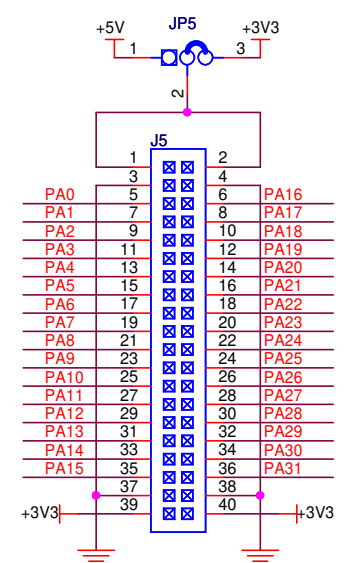 JP5
+5V +3V3
1 3
2
J5
1 2
3 4
PA0 5 6 PA16
PA1 7 8 PA17
PA2 9 10 PA18
PA3 11 12 PA19
PA4 13 14 PA20
PA5 15 16 PA21
PA6 17 18 PA22
PA7 19 20 PA23
PA8 21 22 PA24
PA9 23 24 PA25
PA10 25 26 PA26
PA11 27 28 PA27
PA12 29 30 PA28
PA13 31 32 PA29
PA14 33 34 PA30
PA15 35 36 PA31
37 38
+3V3 39 40 +3V3